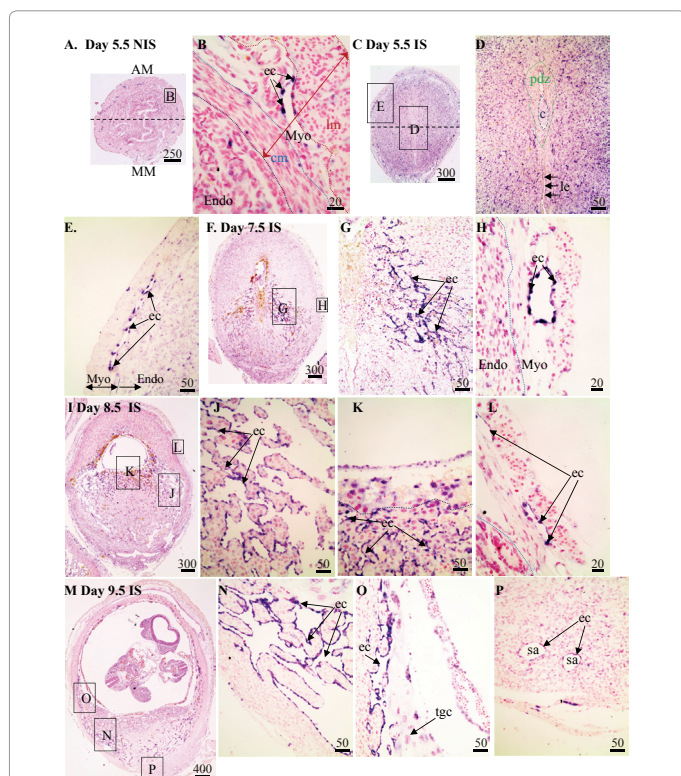 A. Day 5.5 NIS
AM
B
250
MM
B
ec
Myo
lm
cm
Endo
20
C Day 5.5 IS
E
D
300
D
pdz
c
le
50
E.
ec
Myo Endo
50
F. Day 7.5 IS
G
H
300
G
ec
50
H
ec
Endo Myo
20
I Day 8.5 IS
L
K
J
300
J
ec
50
K
ec
50
L
ec
20
M Day 9.5 IS
O
N
P
400
N
ec
50
O
ec
tgc
50
P
ec
sa
sa
50